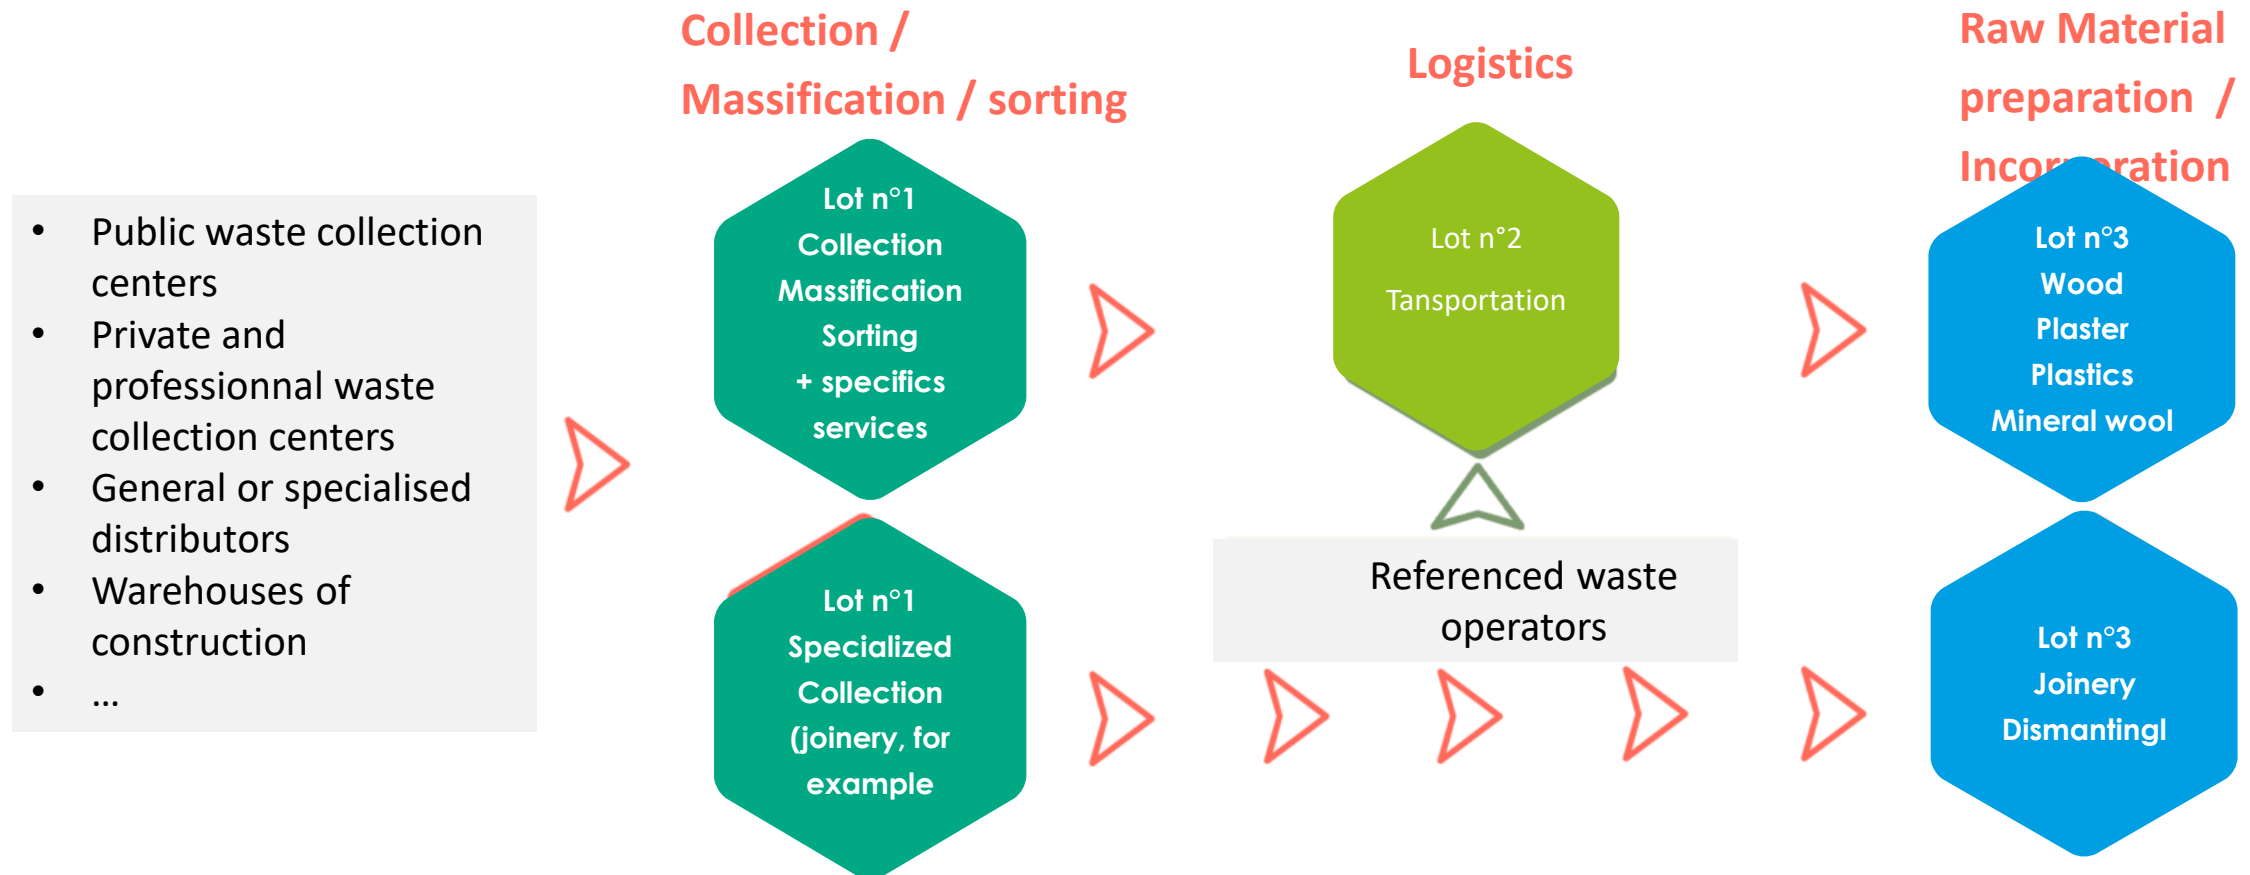 Collection /
Massification / sorting
Logistics
Raw Material
preparation /
Incorporation
• Public waste collection
centers
• Private and
professionnal waste
collection centers
• General or specialised
distributors
• Warehouses of
construction
• ...
Lot n°1
Collection
Massification
Sorting
+ specifics
services
Lot n°1
Specialized
Collection
(joinery, for
example
Lot n°2
Tansportation
Referenced waste
operators
Lot n°3
Wood
Plaster
Plastics
Mineral wool
Lot n°3
Joinery
Dismantingl